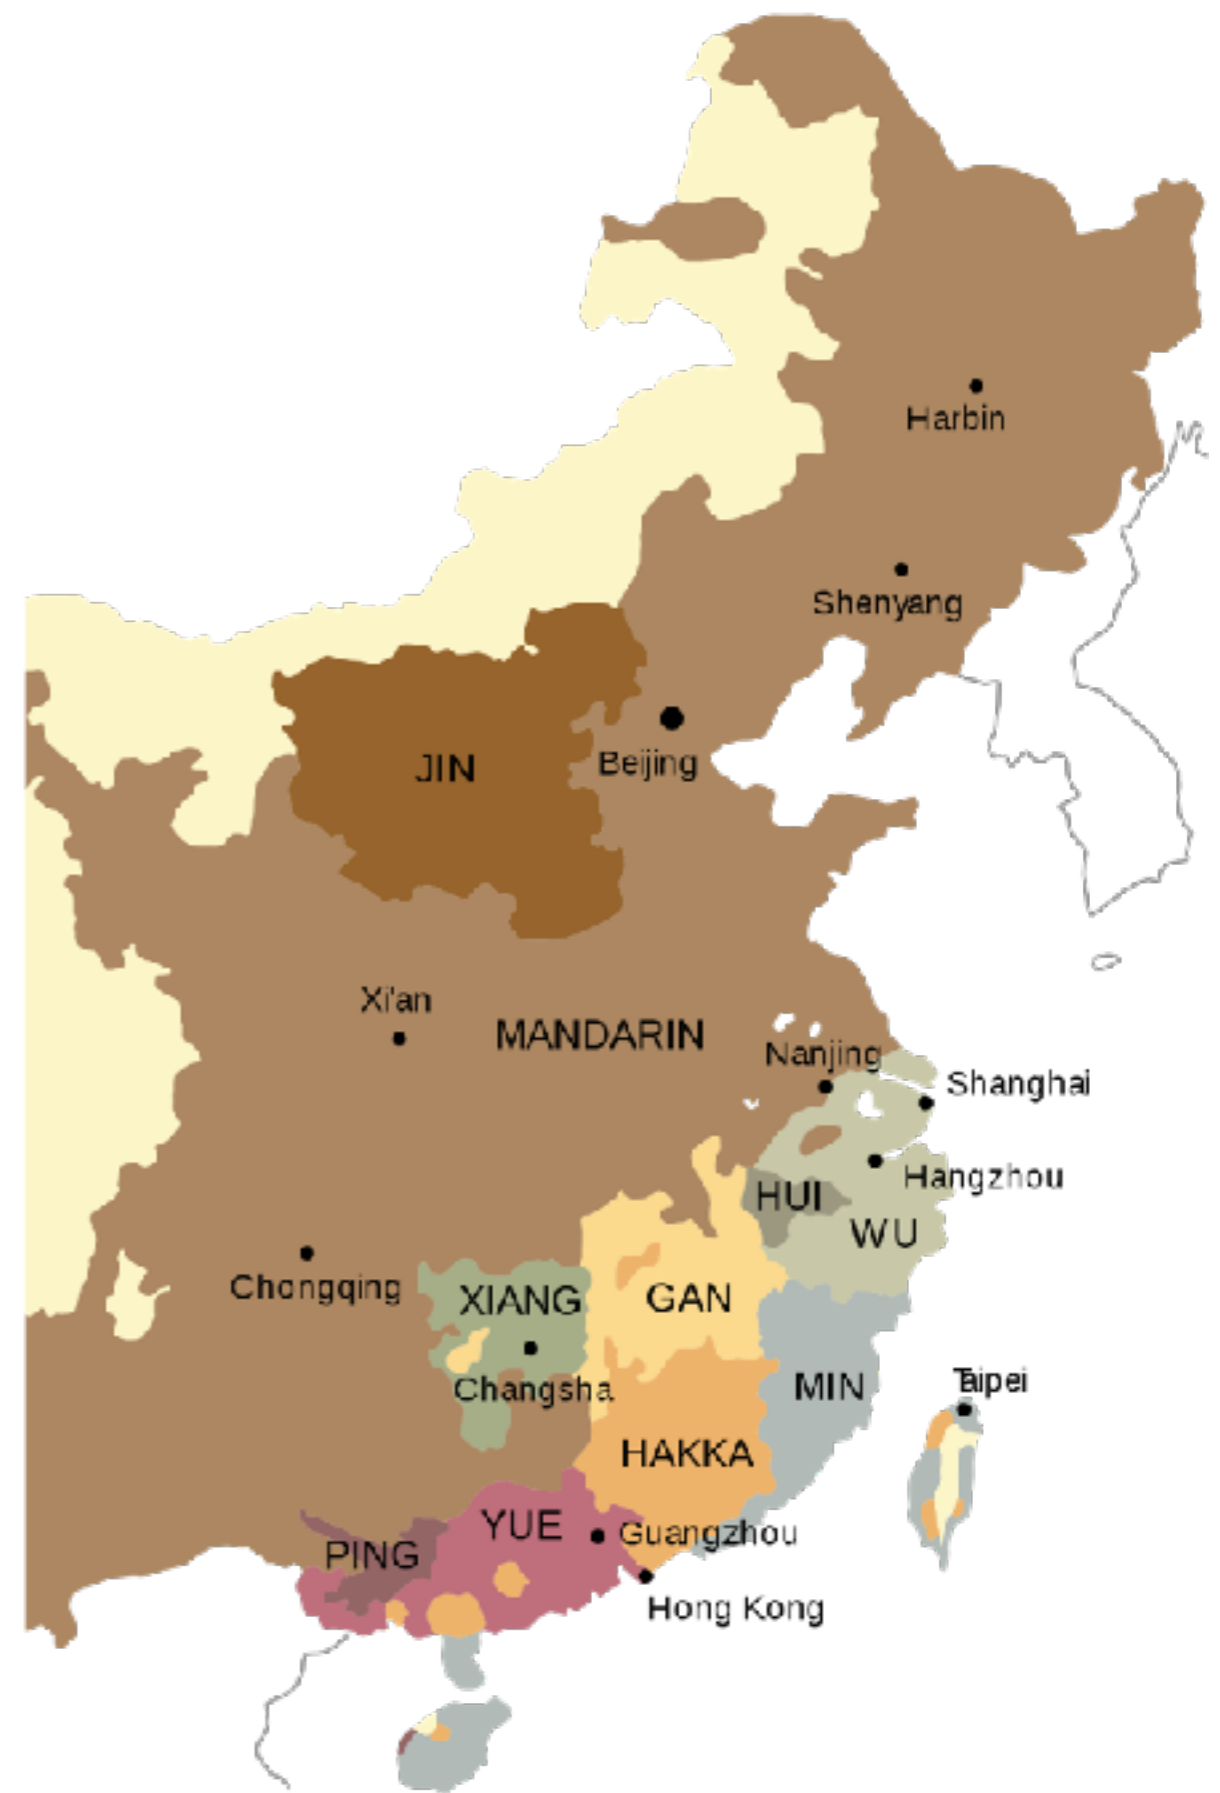 Harbin
Shenyang
JIN
Beijing
Xi'an
MANDARIN
Nanjing
Shanghai
Hangzhou
HUI
WU
Chongqing
XIANG
GAN
Changsha
MIN
Taipei
HAKKA
YUE
Guangzhou
PING
Hong Kong